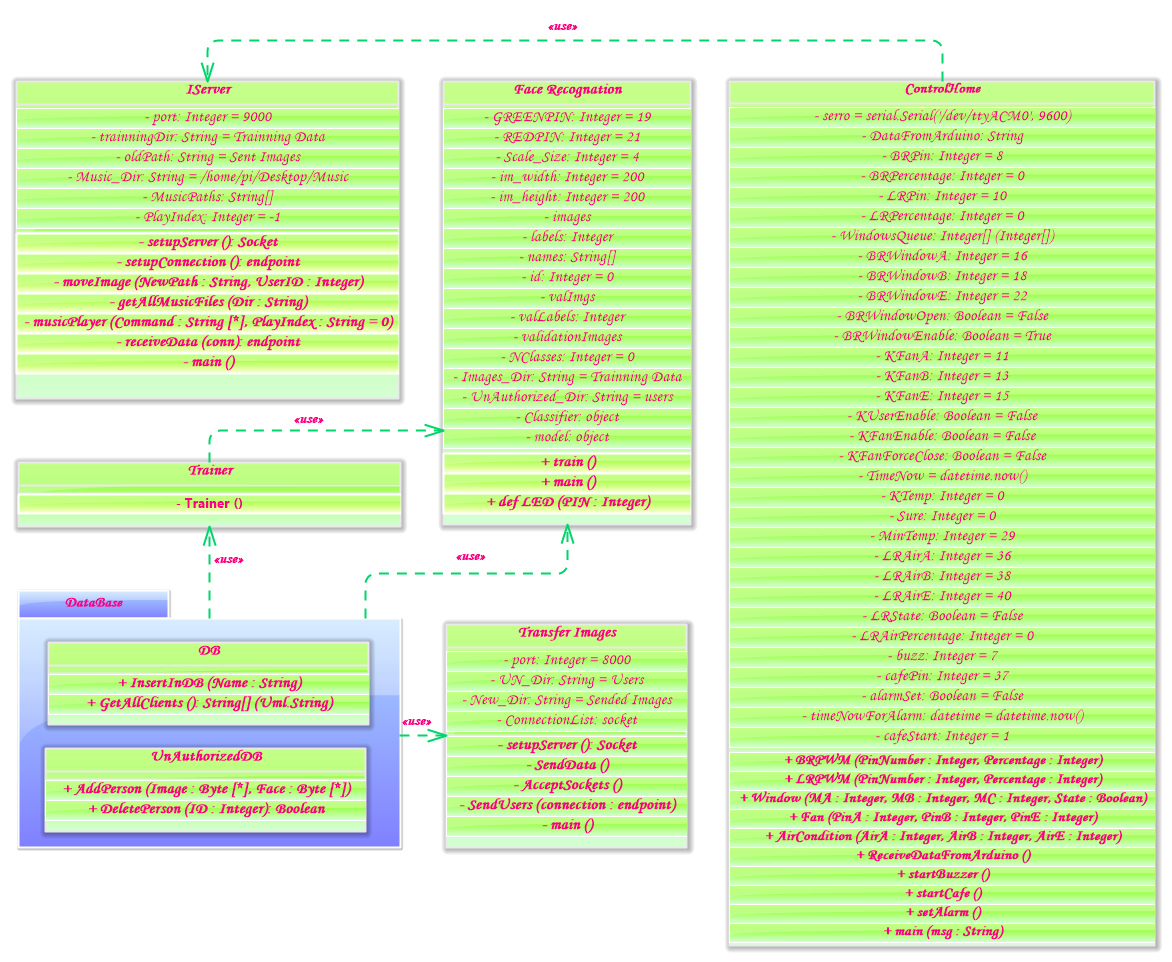 «use»
IServer
- port: Integer = 9000
- trainningDir: String = Trainning Data
- oldPath: String = Sent Images
- Music_Dir: String = /home/pi/Desktop/Music
- MusicPaths: String[]
- PlayIndex: Integer = -1
- setupServer (): Socket
- setupConnection (): endpoint
- moveImage (NewPath : String, UserID : Integer)
- getAllMusicFiles (Dir : String)
- musicPlayer (Command : String [*], PlayIndex : String = 0)
- receiveData (conn): endpoint
- main ()
Face Recognation
- GREENPIN: Integer = 19
- REDPIN: Integer = 21
- Scale_Size: Integer = 4
- im_width: Integer = 200
- im_height: Integer = 200
- images
- labels: Integer
- names: String[]
- id: Integer = 0
- valImgs
- valLabels: Integer
- validationImages
- NClasses: Integer = 0
- Images_Dir: String = Trainning Data
- UnAuthorized_Dir: String = users
- Classifier: object
- model: object
+ train ()
+ main ()
+ def LED (PIN : Integer)
ControlHome
- serro = serial.Serial('/dev/ttyACM0', 9600)
- DataFromArduino: String
- BRPin: Integer = 8
- BRPercentage: Integer = 0
- LRPin: Integer = 10
- LRPercentage: Integer = 0
- WindowsQueue: Integer[] (Integer[])
- BRWindowA: Integer = 16
- BRWindowB: Integer = 18
- BRWindowE: Integer = 22
- BRWindowOpen: Boolean = False
- BRWindowEnable: Boolean = True
- KFanA: Integer = 11
- KFanB: Integer = 13
- KFanE: Integer = 15
- KUserEnable: Boolean = False
- KFanEnable: Boolean = False
- KFanForceClose: Boolean = False
- TimeNow = datetime.now()
- KTemp: Integer = 0
- Sure: Integer = 0
- MinTemp: Integer = 29
- LRAirA: Integer = 36
- LRAirB: Integer = 38
- LRAirE: Integer = 40
- LRState: Boolean = False
- LRAirPercentage: Integer = 0
- buzz: Integer = 7
- cafePin: Integer = 37
- alarmSet: Boolean = False
- timeNowForAlarm: datetime = datetime.now()
- cafeStart: Integer = 1
+ BRPWM (PinNumber : Integer, Percentage : Integer)
+ LRPWM (PinNumber : Integer, Percentage : Integer)
+ Window (MA : Integer, MB : Integer, MC : Integer, State : Boolean)
+ Fan (PinA : Integer, PinB : Integer, PinE : Integer)
+ AirCondition (AirA : Integer, AirB : Integer, AirE : Integer)
+ ReceiveDataFromArduino ()
+ startBuzzer ()
+ startCafe ()
+ setAlarm ()
+ main (msg : String)
«use»
Trainer
- Trainer ()
«use»
«use»
DataBase
DB
+ InsertInDB (Name : String)
+ GetAllClients (): String[] (Uml.String)
UnAuthorizedDB
+ AddPerson (Image : Byte [*], Face : Byte [*])
+ DeletePerson (ID : Integer): Boolean
«use»
Transfer Images
- port: Integer = 8000
- UN_Dir: String = Users
- New_Dir: String = Sended Images
- ConnectionList: socket
- setupServer (): Socket
- SendData ()
- AcceptSockets ()
- SendUsers (connection : endpoint)
- main ()